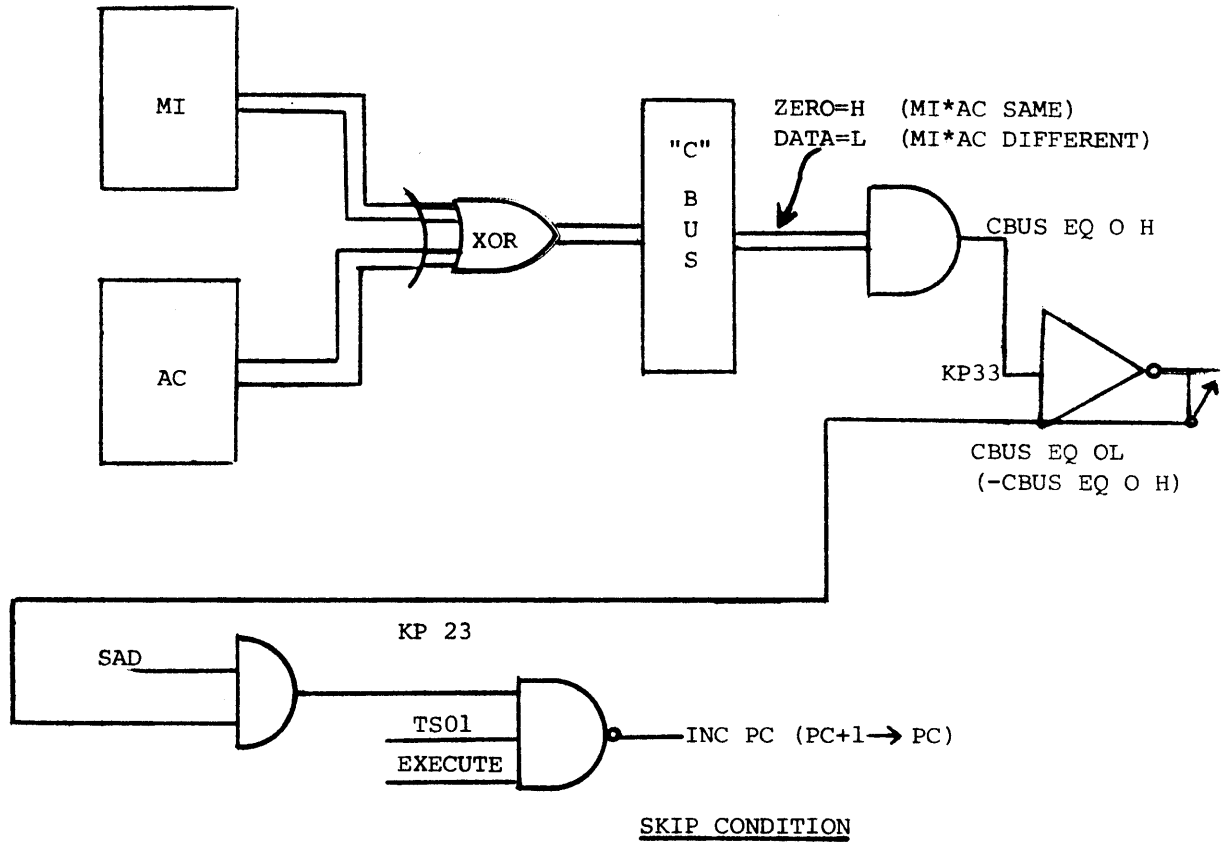 MI
ZERO=H (MI*AC SAME)
DATA=L (MI*AC DIFFERENT)
"C"
B
U
S
XOR
CBUS EQ O H
AC
KP33
CBUS EQ OL
(-CBUS EQ O H)
KP 23
SAD
TS01
INC PC (PC+1→ PC)
EXECUTE
SKIP CONDITION